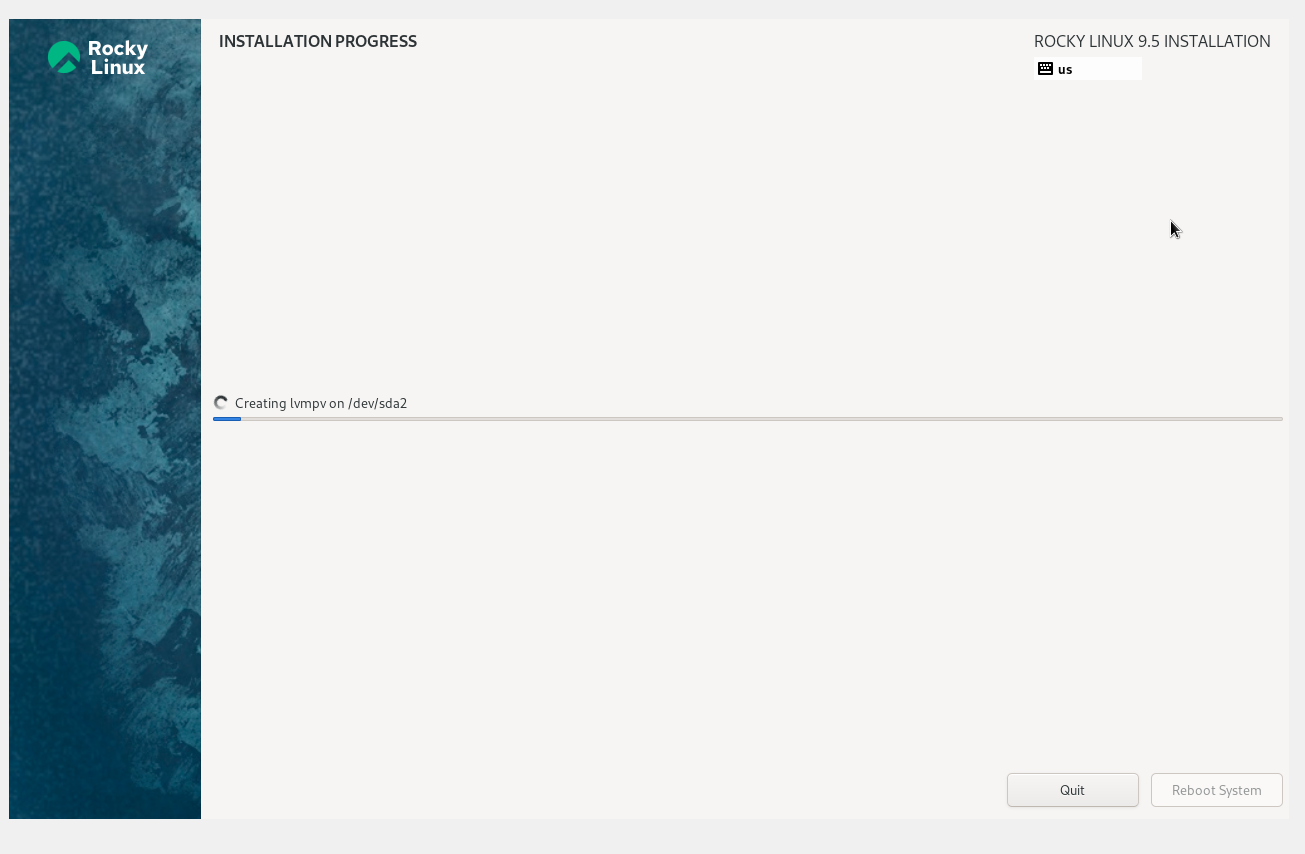 Rocky
Linux
INSTALLATION PROGRESS
ROCKY LINUX 9.5 INSTALLATION
us
Creating lvmpv on /dev/sda2
Quit
Reboot System